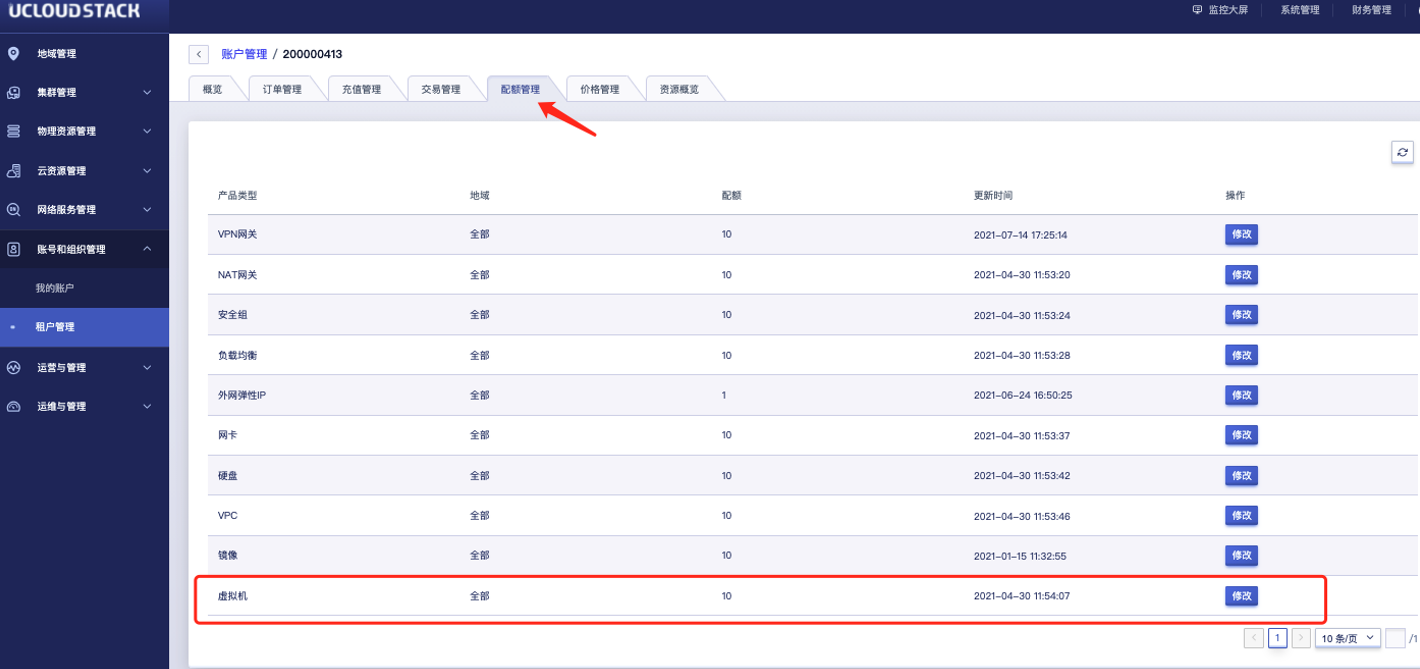 UCLOUDSTACK
监控大屏 系统管理 财务管理
地域管理
集群管理
物理资源管理
云资源管理
网络服务管理
账号和组织管理
我的账户
租户管理
运营与管理
运维与管理
账户管理 / 200000413
概览 订单管理 充值管理 交易管理 配额管理 价格管理 资源概览
产品类型 地域 配额 更新时间 操作
VPN网关 全部 10 2021-07-14 17:25:14 修改
NAT网关 全部 10 2021-04-30 11:53:20 修改
安全组 全部 10 2021-04-30 11:53:24 修改
负载均衡 全部 10 2021-04-30 11:53:28 修改
外网弹性IP 全部 1 2021-06-24 16:50:25 修改
网卡 全部 10 2021-04-30 11:53:37 修改
硬盘 全部 10 2021-04-30 11:53:42 修改
VPC 全部 10 2021-04-30 11:53:46 修改
镜像 全部 10 2021-01-15 11:32:55 修改
虚拟机 全部 10 2021-04-30 11:54:07 修改
1 10 条/页 /1